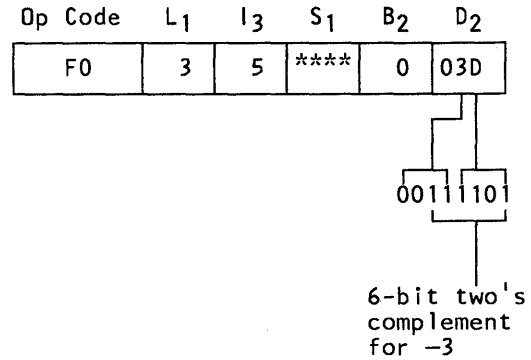 Op Code L1 I3 S1 B2 D2
F0 3 5 **** 0 03D
00111101
6-bit two's
complement
for -3